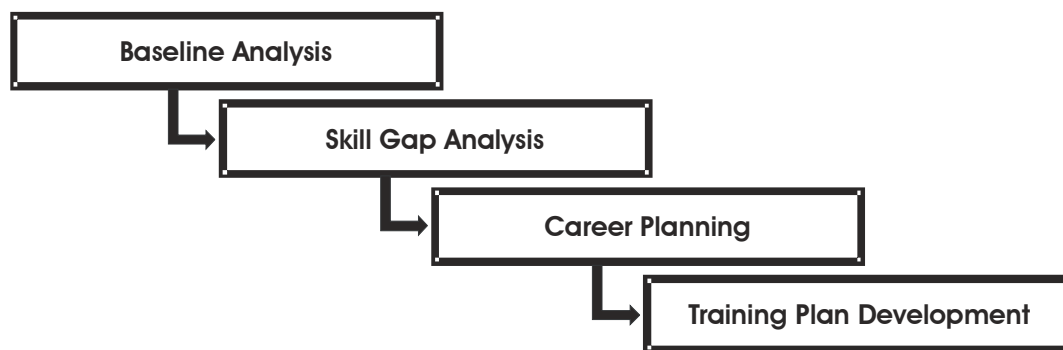 Baseline Analysis
Skill Gap Analysis
Career Planning
Training Plan Development